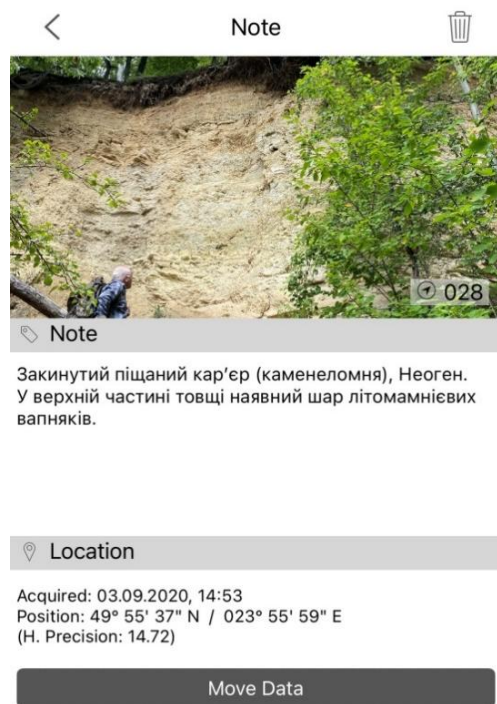 Note
028
Note
Закинутий піщаний кар’єр (каменеломня), Неоген.
У верхній частині товщі наявний шар літомамнієвих
вапняків.
Location
Acquired: 03.09.2020, 14:53
Position: 49° 55' 37" N / 023° 55' 59" E
(H. Precision: 14.72)
Move Data